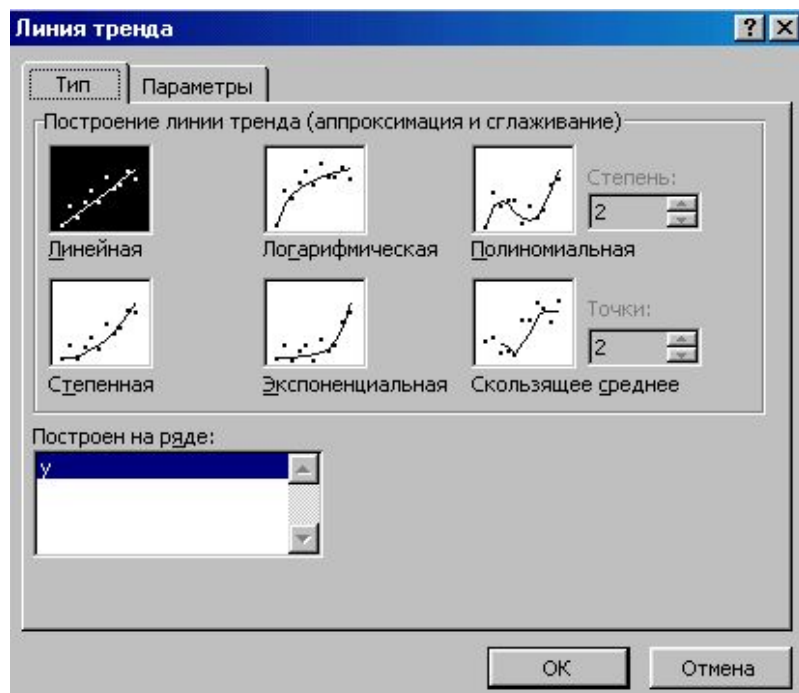 Линия тренда
Тип
Параметры
Построение линии тренда (аппроксимация и сглаживание)
Линейная
Логарифмическая
Полиномиальная
Степень:
2
Степенная
Экспоненциальная
Скользящее среднее
Точки:
2
Построен на ряде:
y
ОК
Отмена